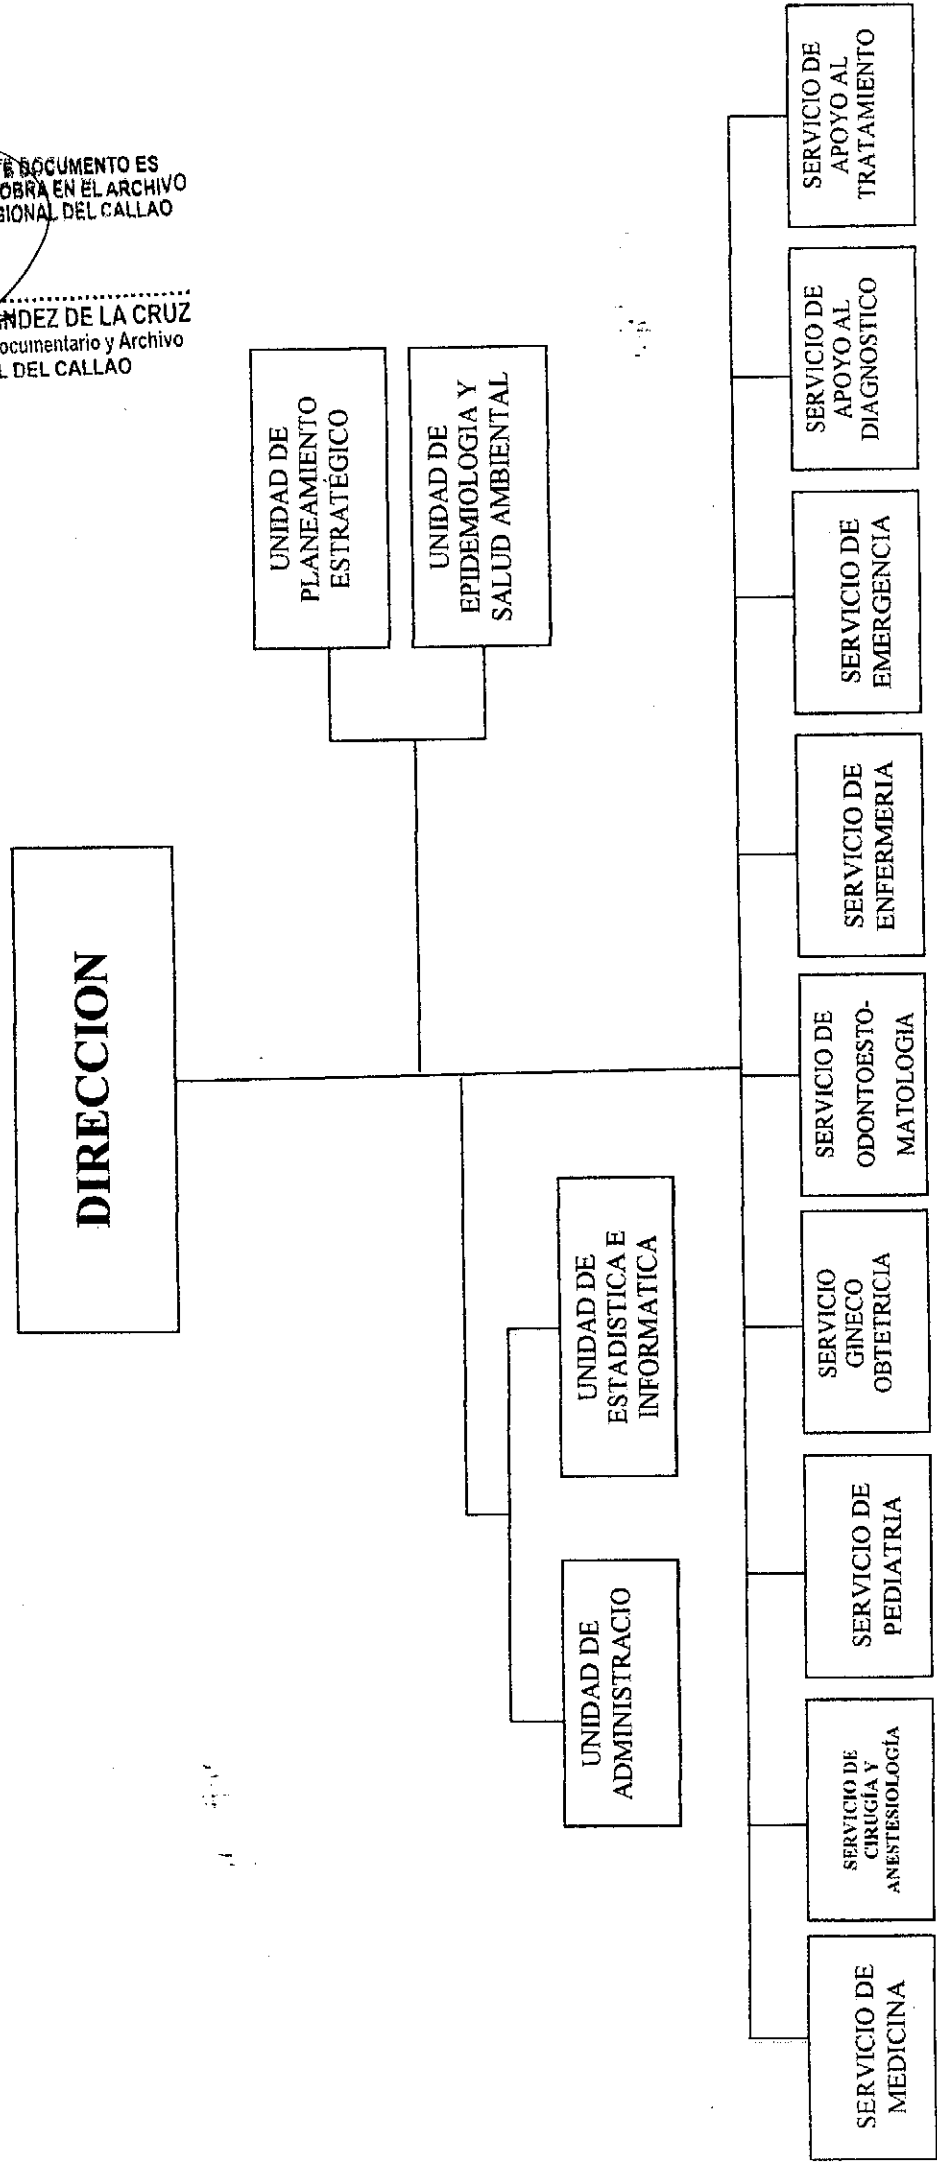 DOCUMENTO ES
OBRA EN EL ARCHIVO
DEL CALLAO
DE LA CRUZ
y Archivo
DEL CALLAO
DIRECCION
UNIDAD DE
PLANEAMIENTO
ESTRATÉGICO
UNIDAD DE
EPIDEMIOLOGIA Y
SALUD AMBIENTAL
UNIDAD DE
ADMINISTRACIO
UNIDAD DE
ESTADISTICA E
INFORMATICA
SERVICIO DE
MEDICINA
SERVICIO DE
CIRUGÍA Y
ANESTESIOLOGÍA
SERVICIO DE
PEDIATRIA
SERVICIO
GINECO
OBTETRICIA
SERVICIO DE
ODONTOESTO-
MATOLOGIA
SERVICIO DE
ENFERMERIA
SERVICIO DE
EMERGENCIA
SERVICIO DE
APOYO AL
DIAGNOSTICO
SERVICIO DE
APOYO AL
TRATAMIENTO